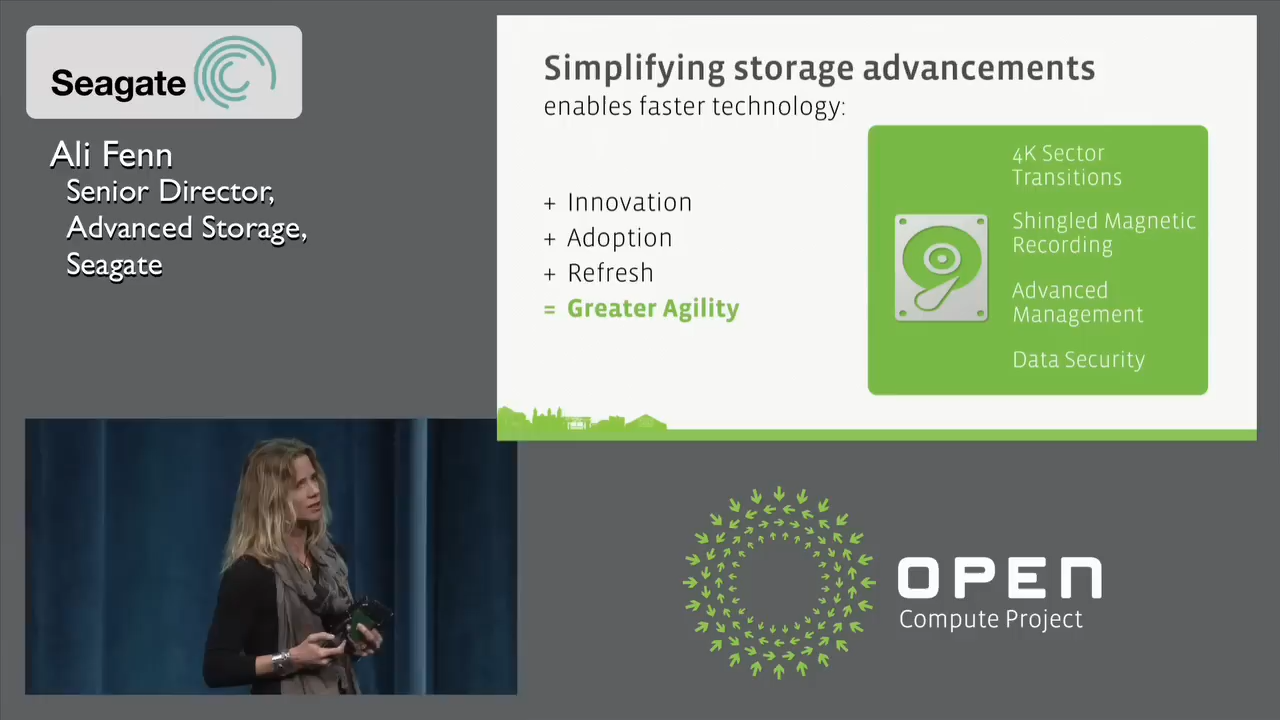 Seagate
Ali Fenn
Senior Director,
Advanced Storage,
Seagate
Simplifying storage advancements
enables faster technology:
+ Innovation
+ Adoption
+ Refresh
= Greater Agility
4K Sector
Transitions
Shingled Magnetic
Recording
Advanced
Management
Data Security
OPEN
Compute Project